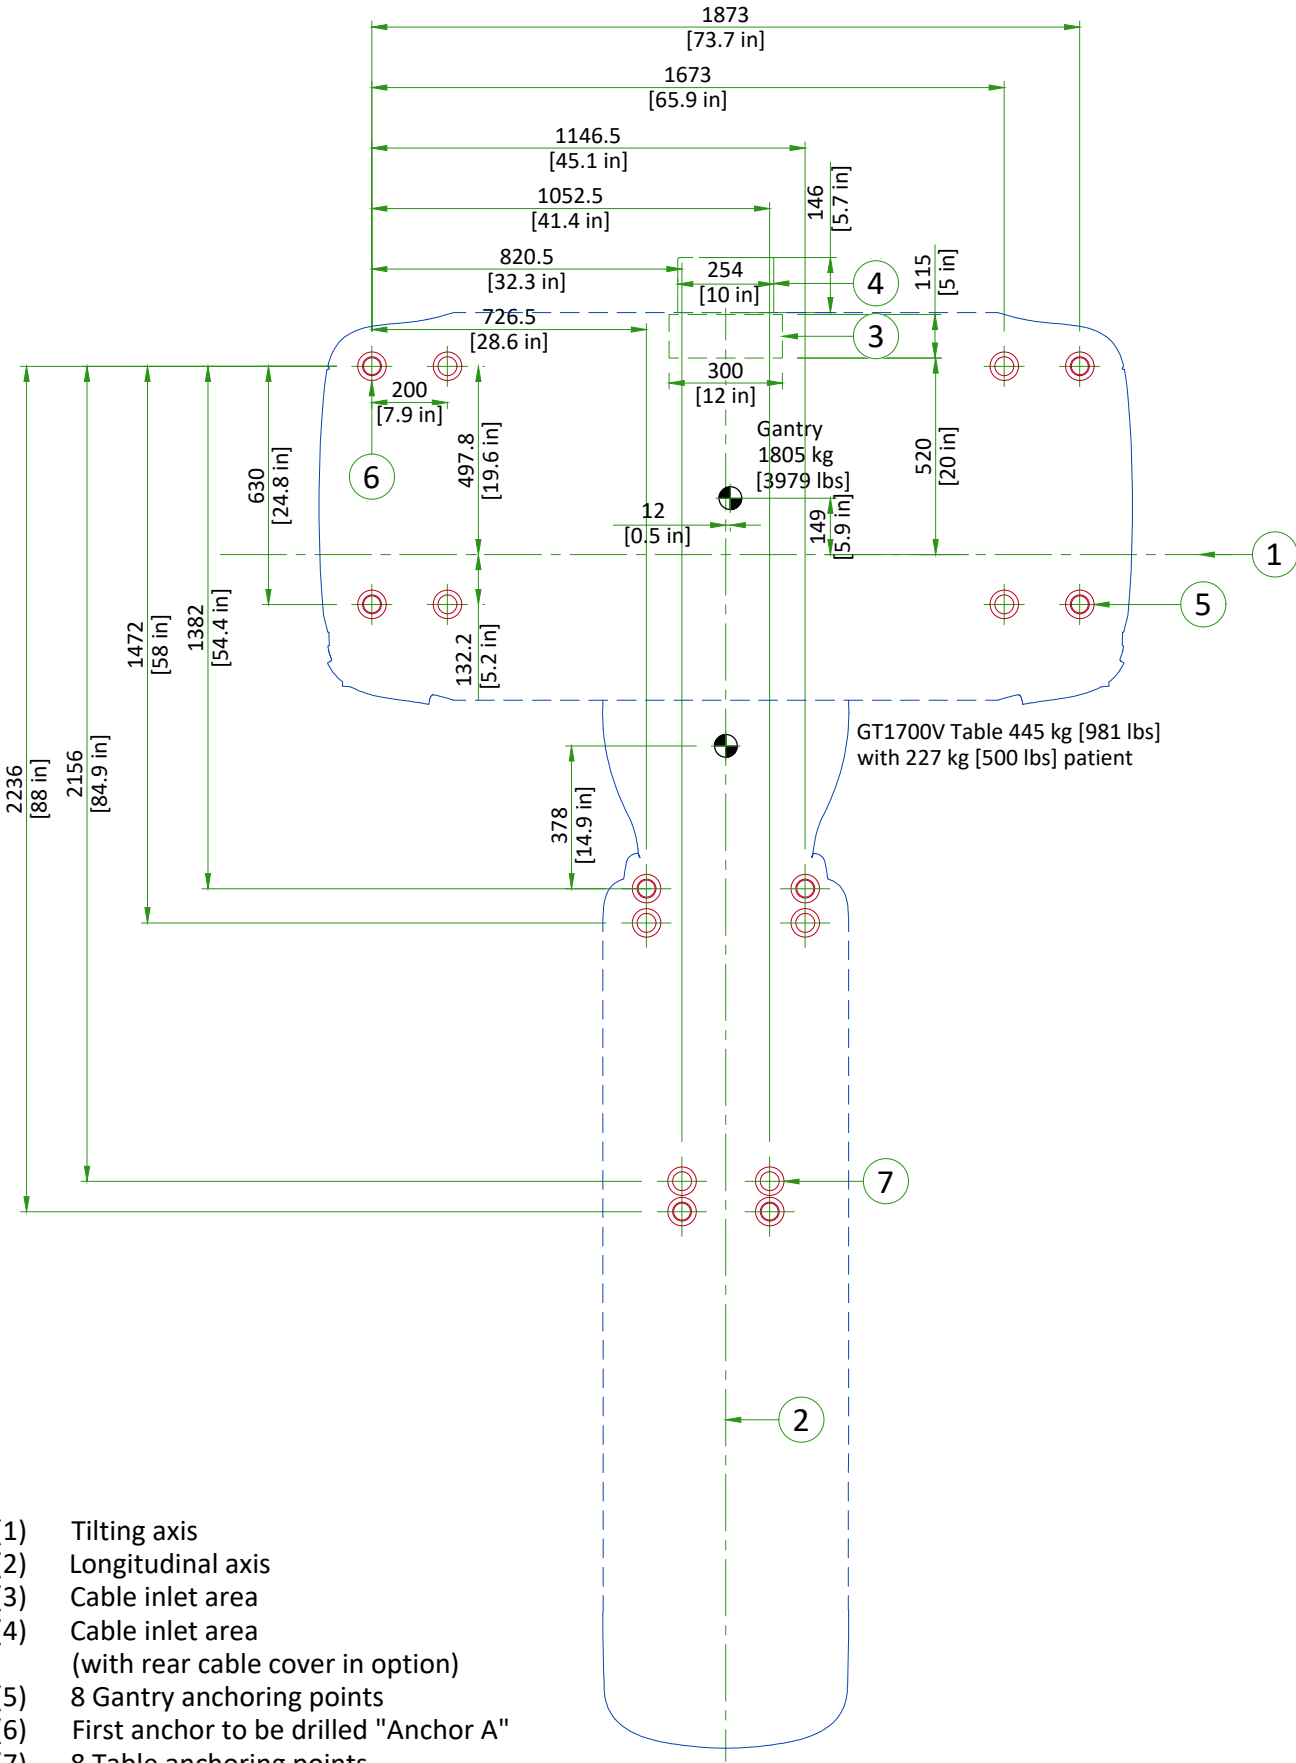 1873
[73.7 in]
1673
[65.9 in]
1146.5
[45.1 in]
1052.5
[41.4 in]
146
[5.7 in]
820.5
[32.3 in]
254
[10 in]
4
115
[5 in]
726.5
[28.6 in]
3
300
[12 in]
200
[7.9 in]
6
630
[24.8 in]
497.8
[19.6 in]
Gantry
1805 kg
[3979 lbs]
520
[20 in]
12
[0.5 in]
149
[5.9 in]
1
5
1382
[54.4 in]
1472
[58 in]
132.2
[5.2 in]
2236
[88 in]
2156
[84.9 in]
GT1700V Table 445 kg [981 lbs]
with 227 kg [500 lbs] patient
378
[14.9 in]
7
2
(1) Tilting axis
(2) Longitudinal axis
(3) Cable inlet area
(4) Cable inlet area
(with rear cable cover in option)
(5) 8 Gantry anchoring points
(6) First anchor to be drilled "Anchor A"
(7) 8 Table anchoring points